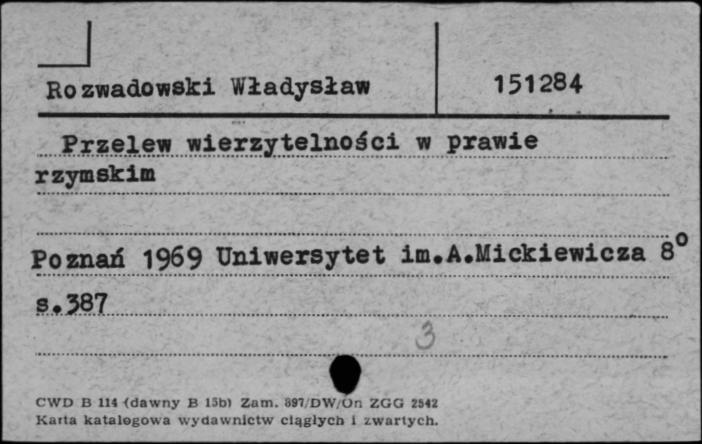 Rozwadowski Władysław 151284
Przelew wierzytelności w prawie
rzymskim
Poznań 1969 Uniwersytet im.A.Mickiewicza 8⁰
s.387
3
CWD B 114 (dawny B 15b) Zam. 897/DW/On ZGG 2542
Karta katalogowa wydawnictw ciągłych i zwartych.